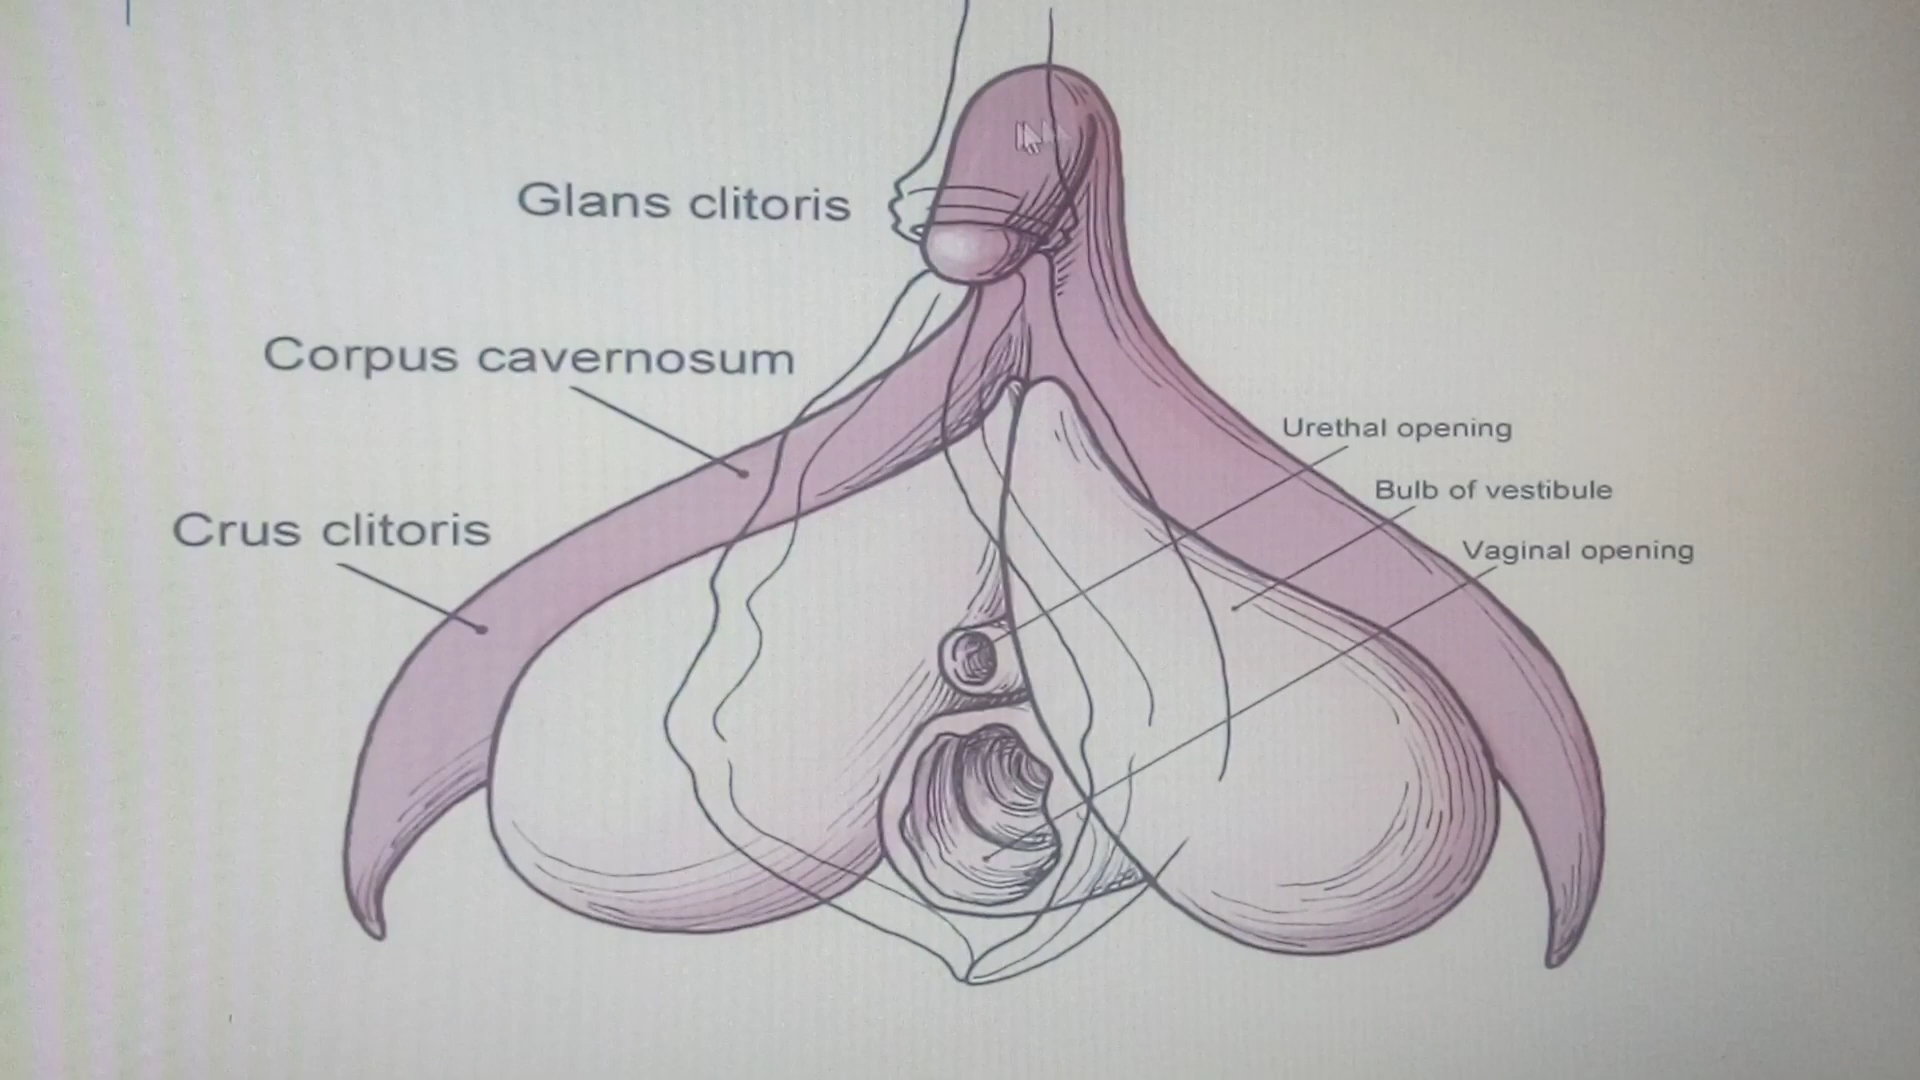 Glans clitoris
Corpus cavernosum
Crus clitoris
Urethal opening
Bulb of vestibule
Vaginal opening